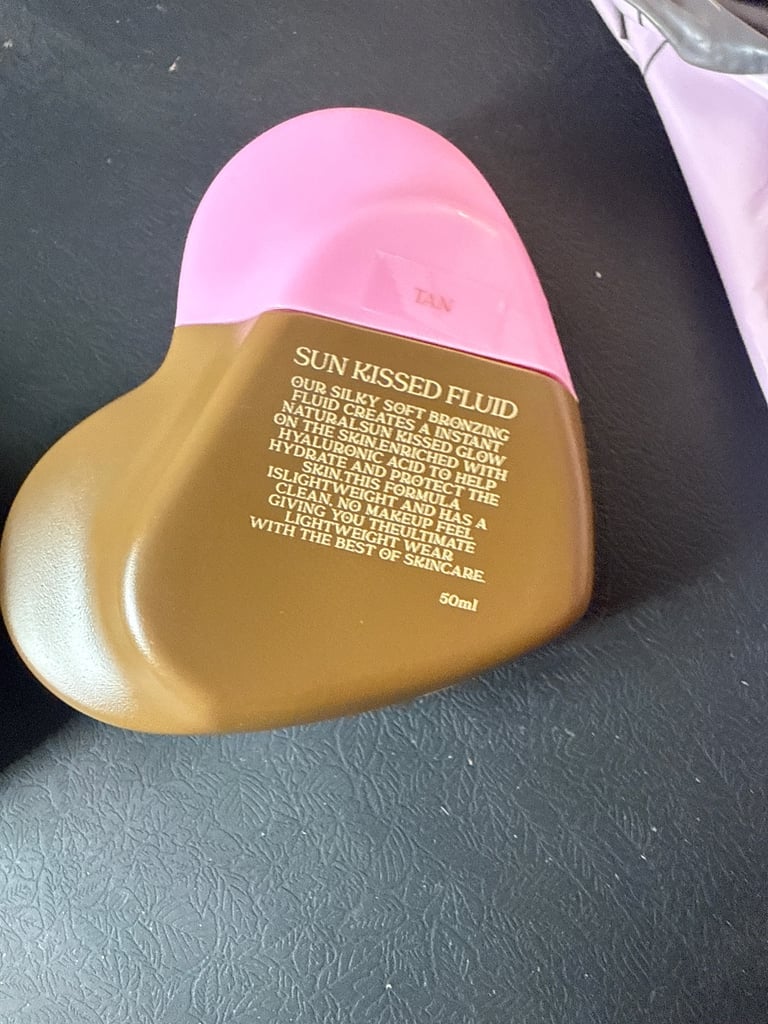 TAN
SUN KISSED FLUID
OUR SILKY SOFT BRONZING
FLUID CREATES A INSTANT
NATURALSUN KISSED GLOW
ON THE SKIN.ENRICHED WITH
HYALURONIC ACID TO HELP
HYDRATE AND PROTECT THE
SKIN.THIS FORMULA
ISLIGHTWEIGHT AND HAS A
CLEAN, NO MAKEUP FEEL
GIVING YOU THEULTIMATE
LIGHTWEIGHT WEAR
WITH THE BEST OF SKINCARE.
50ml